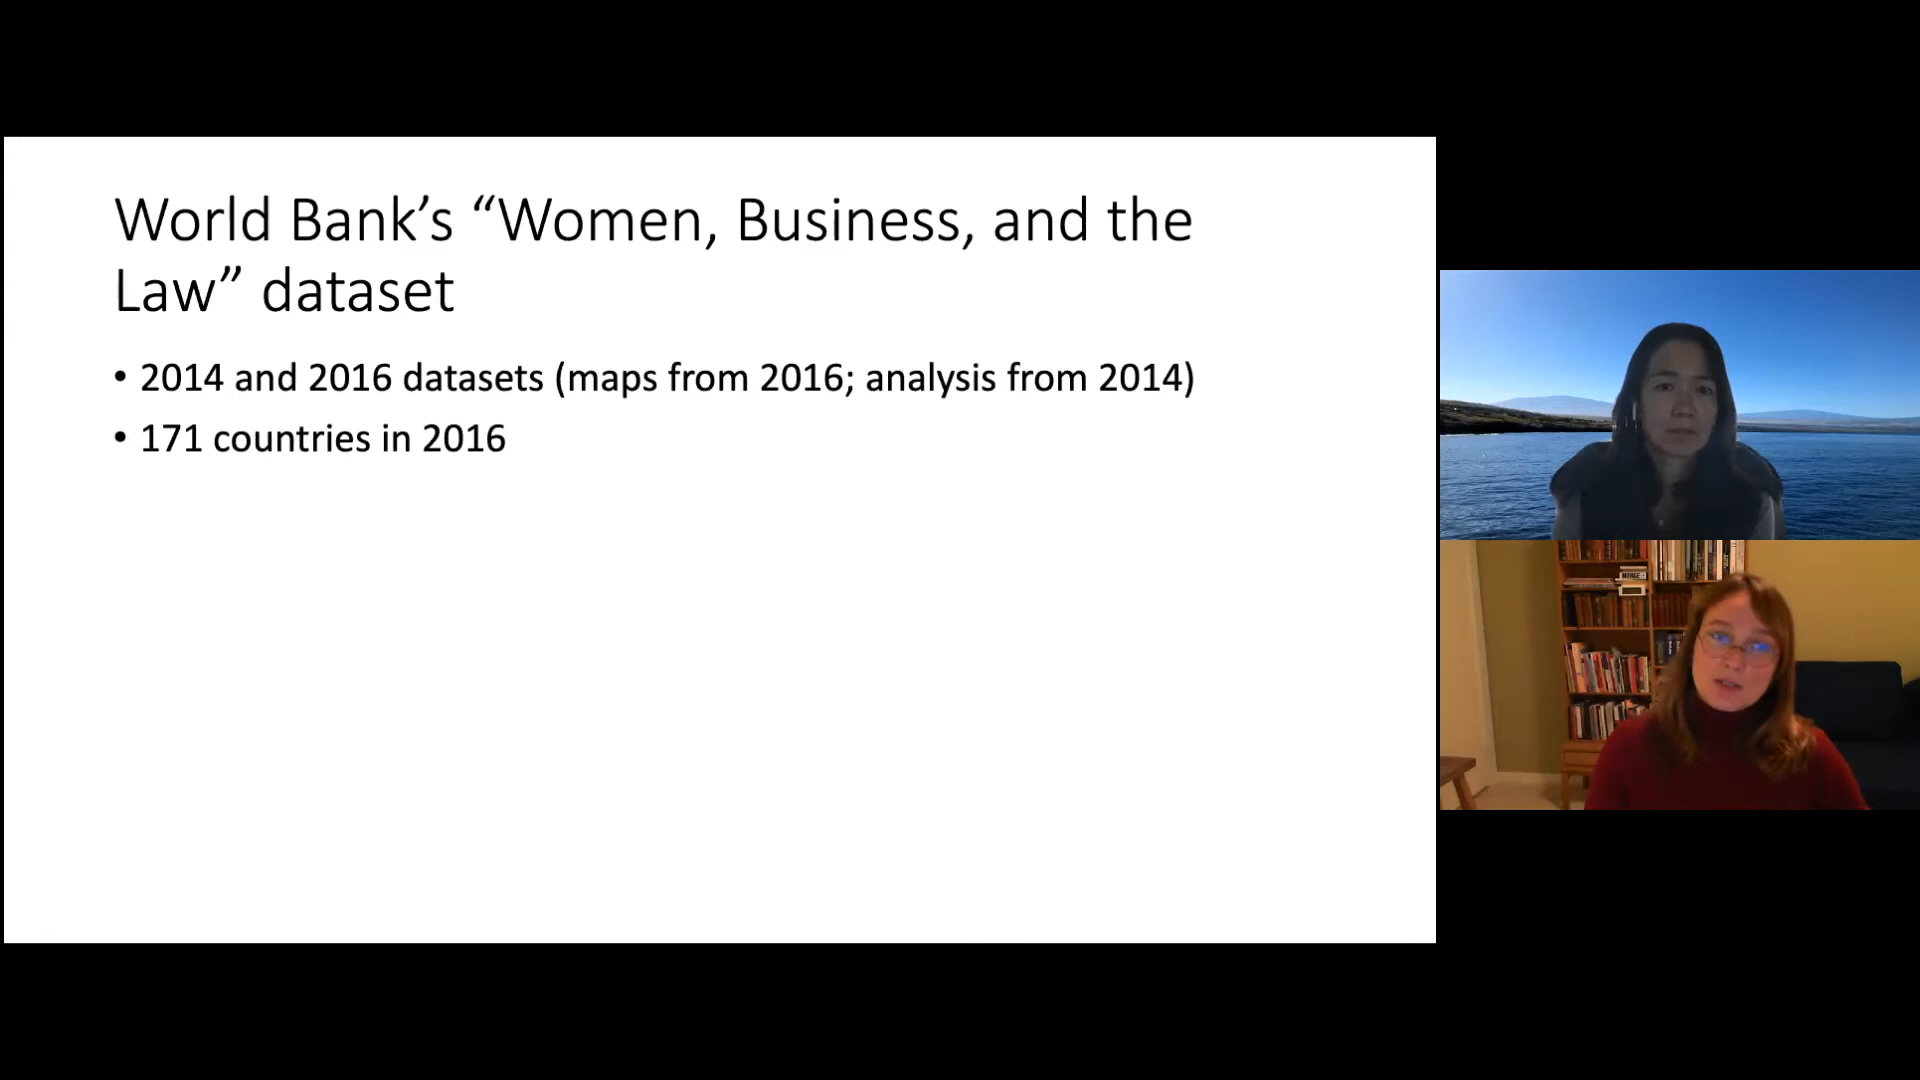 World Bank’s “Women, Business, and the
Law” dataset
• 2014 and 2016 datasets (maps from 2016; analysis from 2014)
• 171 countries in 2016
NORGE